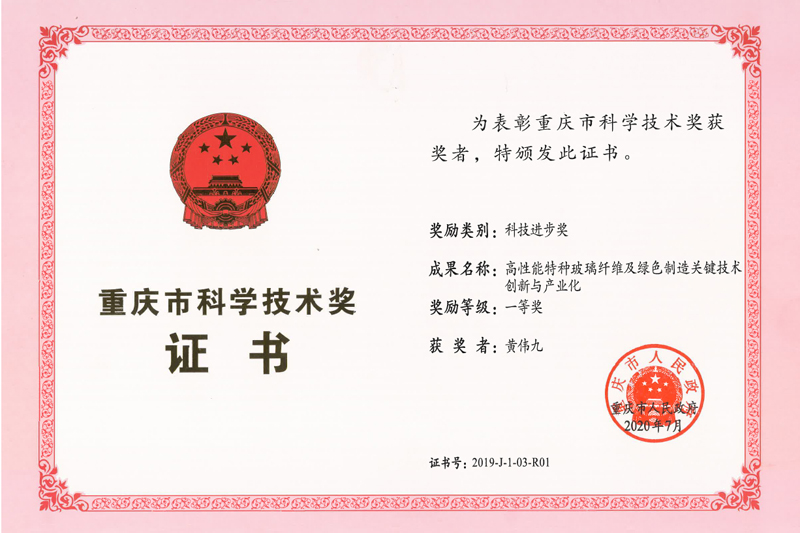 重庆市科学技术奖
证 书
为表彰重庆市科学技术奖获
奖者，特颁发此证书。
奖励类别：科技进步奖
成果名称：高性能特种玻璃纤维及绿色制造关键技术
创新与产业化
奖励等级：一等奖
获 奖 者：黄伟九
重庆市人民政府
重庆市人民政府
2020年7月
证书号：2019-J-1-03-R01